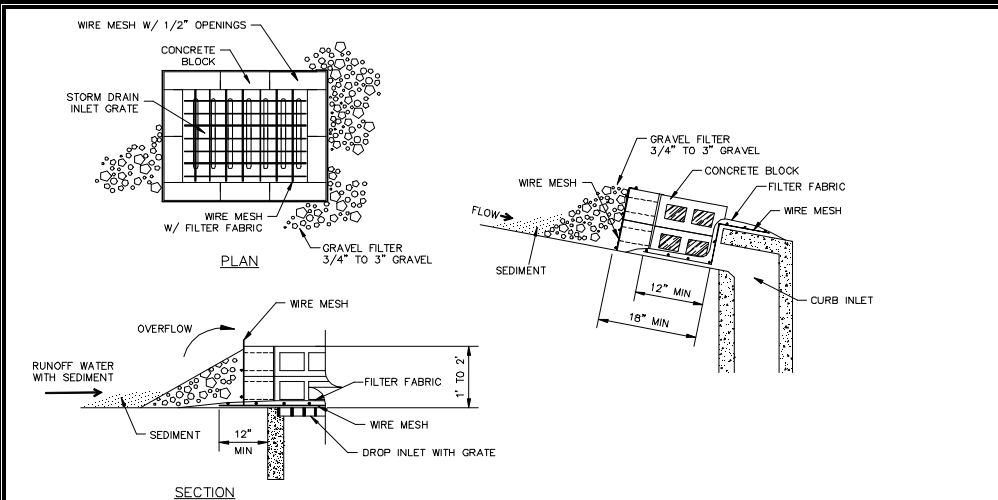 WIRE MESH W/ 1/2" OPENINGS
CONCRETE
BLOCK
STORM DRAIN
INLET GRATE
WIRE MESH
W/ FILTER FABRIC
GRAVEL FILTER
3/4" TO 3" GRAVEL
PLAN
GRAVEL FILTER
3/4" TO 3" GRAVEL
CONCRETE BLOCK
WIRE MESH
FILTER FABRIC
WIRE MESH
FLOW
SEDIMENT
12" MIN
18" MIN
CURB INLET
WIRE MESH
OVERFLOW
RUNOFF WATER
WITH SEDIMENT
1' TO 2'
FILTER FABRIC
WIRE MESH
SEDIMENT
12"
MIN
DROP INLET WITH GRATE
SECTION